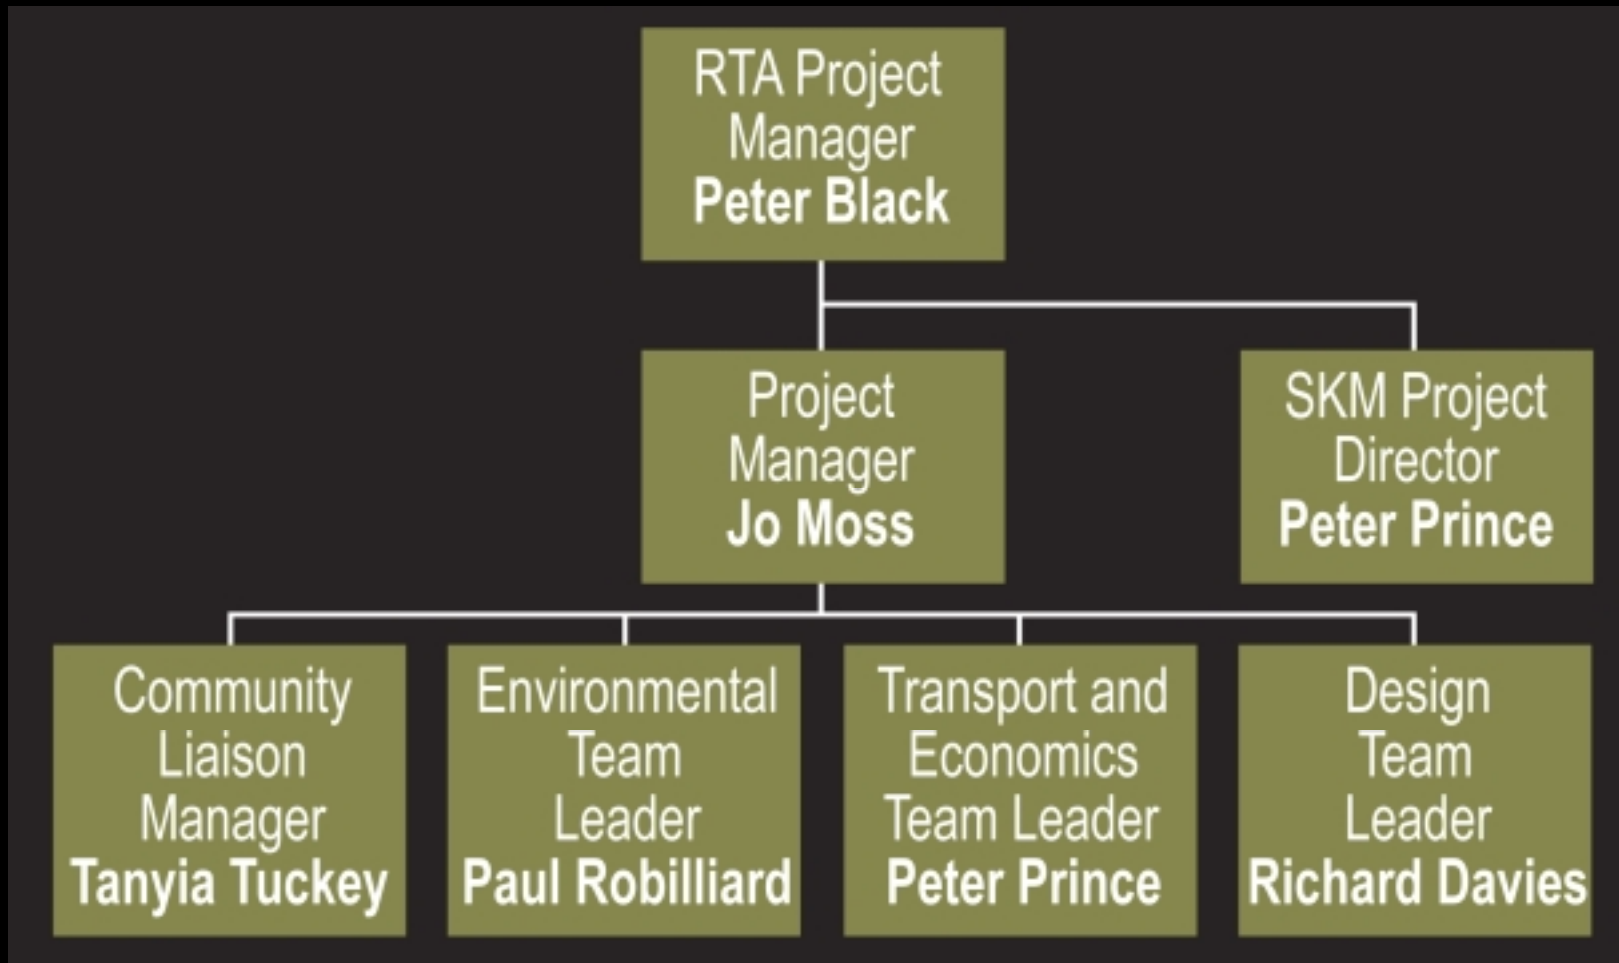 RTA Project
Manager
Peter Black
Project
Manager
Jo Moss
SKM Project
Director
Peter Prince
Community
Liaison
Manager
Tanyia Tuckey
Environmental
Team
Leader
Paul Robilliard
Transport and
Economics
Team Leader
Peter Prince
Design
Team
Leader
Richard Davies